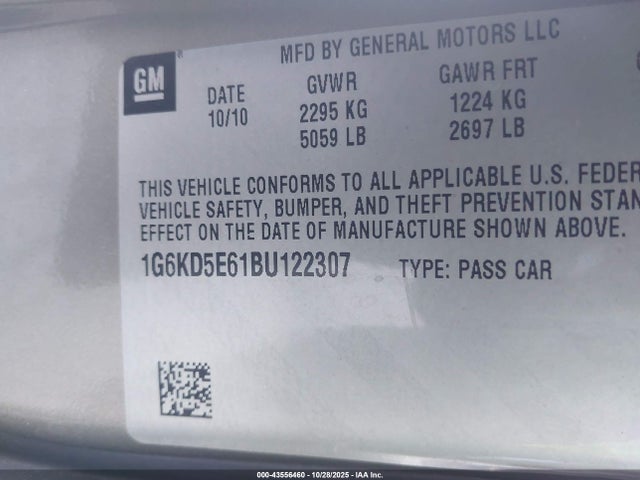 MFD BY GENERAL MOTORS LLC
GM
DATE GVWR GAWR FRT
10/10 2295 KG 1224 KG
5059 LB 2697 LB
THIS VEHICLE CONFORMS TO ALL APPLICABLE U.S. FEDER
VEHICLE SAFETY, BUMPER, AND THEFT PREVENTION STAN
EFFECT ON THE DATE OF MANUFACTURE SHOWN ABOVE.
1G6KD5E61BU122307 TYPE: PASS CAR
000-43556460 - 10/28/2025 - IAA Inc.